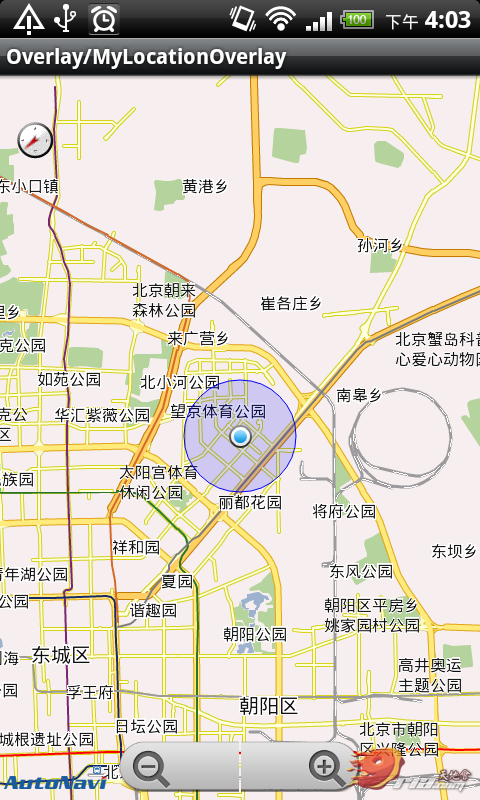 100 下午 4:03
Overlay/MyLocationOverlay
东小口镇
黄港乡
孙河乡
北京朝来
森林公园
崔各庄乡
来广营乡
北京蟹岛科普
心爱心动物园
克公园
如苑公园
北小河公园
南皋乡
华汇紫薇公园
望京体育公园
克公
区
太阳宫体育
休闲公园
民族园
丽都花园
将府公园
祥和园
东坝乡
青年湖公园
夏园
东风公园
公园
谐趣园
朝阳区平房乡
姚家园村公园
朝阳公园
东城区
高井奥运
主题公园
孚王府
朝阳区
日坛公园
北京市朝阳
区兴隆公园
城根遗址公园
AutoNavi